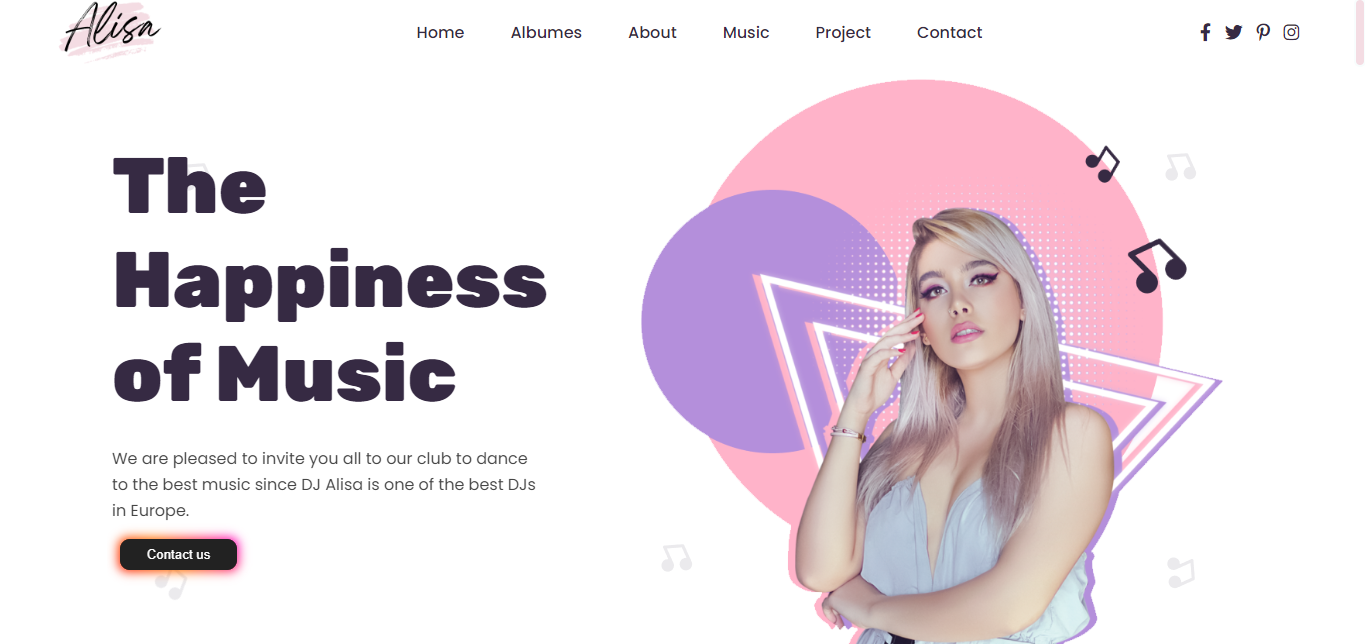 Alisa
Home Albumes About Music Project Contact
The
Happiness
of Music
We are pleased to invite you all to our club to dance
to the best music since DJ Alisa is one of the best DJs
in Europe.
Contact us